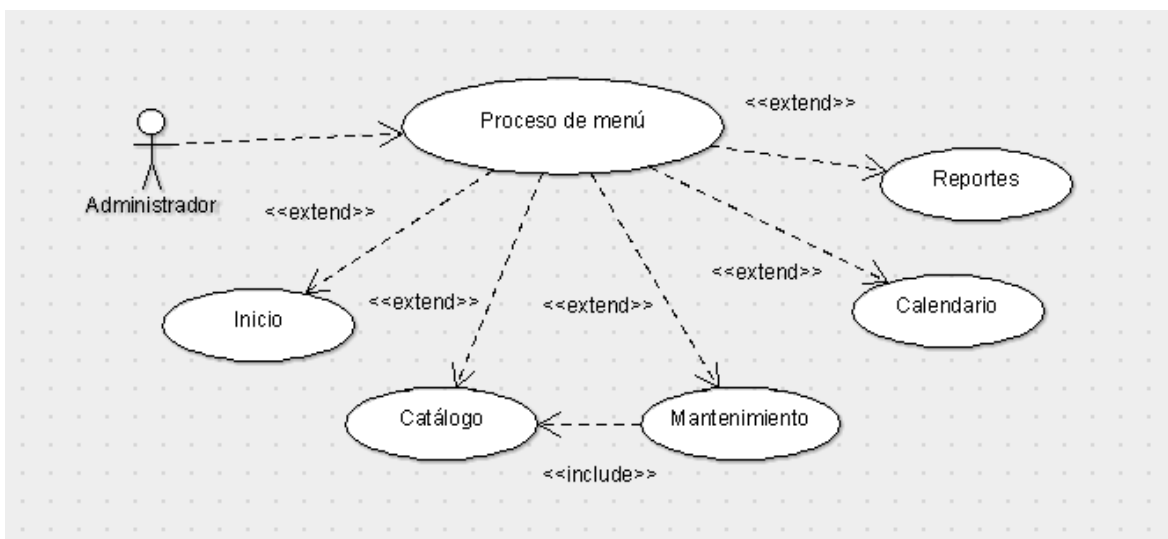 Proceso de menú
<<extend>>
Reportes
Administrador
<<extend>>
<<extend>>
Inicio
<<extend>>
<<extend>>
Calendario
Catálogo
Mantenimiento
<<include>>